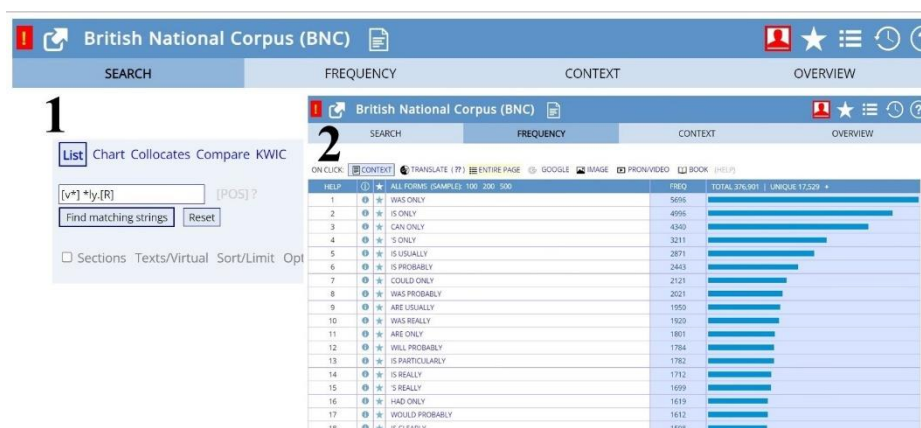 ! British National Corpus (BNC)
SEARCH FREQUENCY CONTEXT OVERVIEW
1
List Chart Collocates Compare KWIC
[v*] *ly.[R] [POS] ?
Find matching strings Reset
Sections Texts/Virtual Sort/Limit Opt
! British National Corpus (BNC)
2
SEARCH FREQUENCY CONTEXT OVERVIEW
ON CLICK: CONTEXT TRANSLATE (??) ENTIRE PAGE GOOGLE IMAGE PRON/VIDEO BOOK (HELP)
HELP ALL FORMS (SAMPLE): 100 200 500 FREQ TOTAL 376,901 | UNIQUE 17,529 +
1 WAS ONLY 5696
2 IS ONLY 4996
3 CAN ONLY 4340
4 'S ONLY 3211
5 IS USUALLY 2871
6 IS PROBABLY 2443
7 COULD ONLY 2121
8 WAS PROBABLY 2021
9 ARE USUALLY 1950
10 WAS REALLY 1920
11 ARE ONLY 1801
12 WILL PROBABLY 1784
13 IS PARTICULARLY 1782
14 IS REALLY 1712
15 'S REALLY 1699
16 HAD ONLY 1619
17 WOULD PROBABLY 1612
18 IS CLEARLY